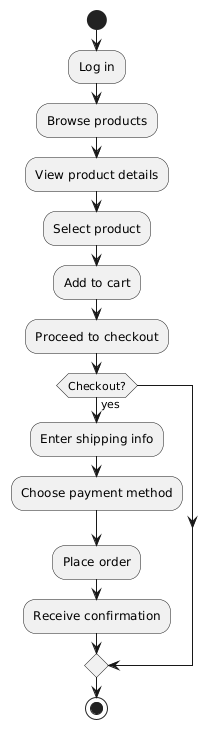 Log in
Browse products
View product details
Select product
Add to cart
Proceed to checkout
Checkout?
yes
Enter shipping info
Choose payment method
Place order
Receive confirmation